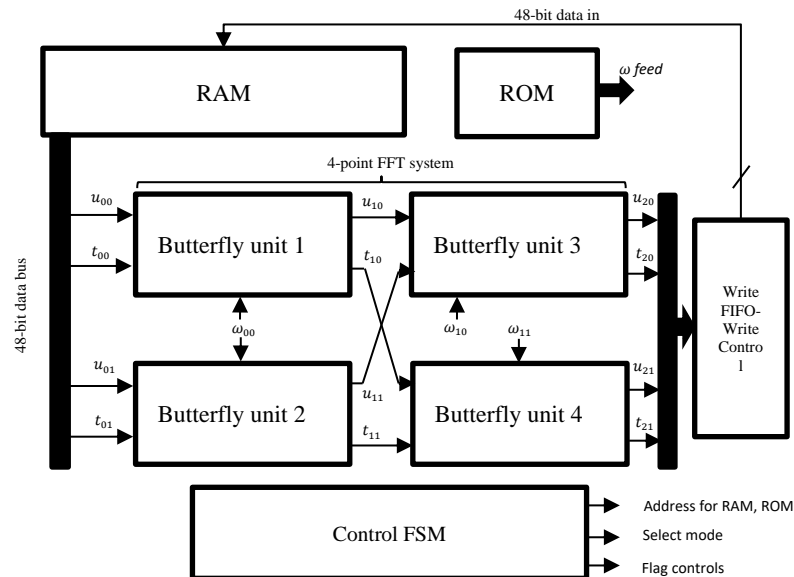 48-bit data in
RAM
ROM
ω feed
4-point FFT system
48-bit data bus
u₀₀
t₀₀
Butterfly unit 1
u₁₀
t₁₀
Butterfly unit 3
u₂₀
t₂₀
ω₀₀
ω₁₀
ω₁₁
u₀₁
t₀₁
Butterfly unit 2
u₁₁
t₁₁
Butterfly unit 4
u₂₁
t₂₁
Write
FIFO-
Write
Contro
l
Control FSM
Address for RAM, ROM
Select mode
Flag controls